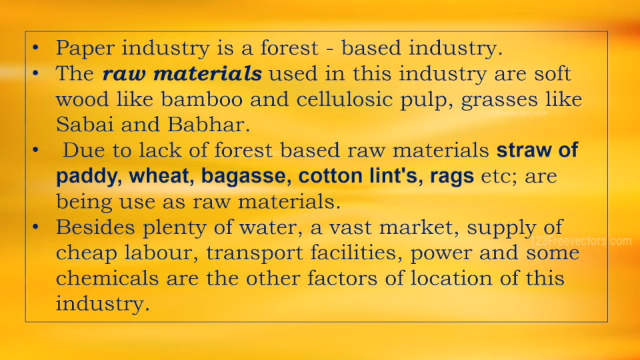 • Paper industry is a forest - based industry.
• The raw materials used in this industry are soft
wood like bamboo and cellulosic pulp, grasses like
Sabai and Babhar.
• Due to lack of forest based raw materials straw of
paddy, wheat, bagasse, cotton lint's, rags etc; are
being use as raw materials.
• Besides plenty of water, a vast market, supply of
cheap labour, transport facilities, power and some
chemicals are the other factors of location of this
industry.
123Freevectors.com